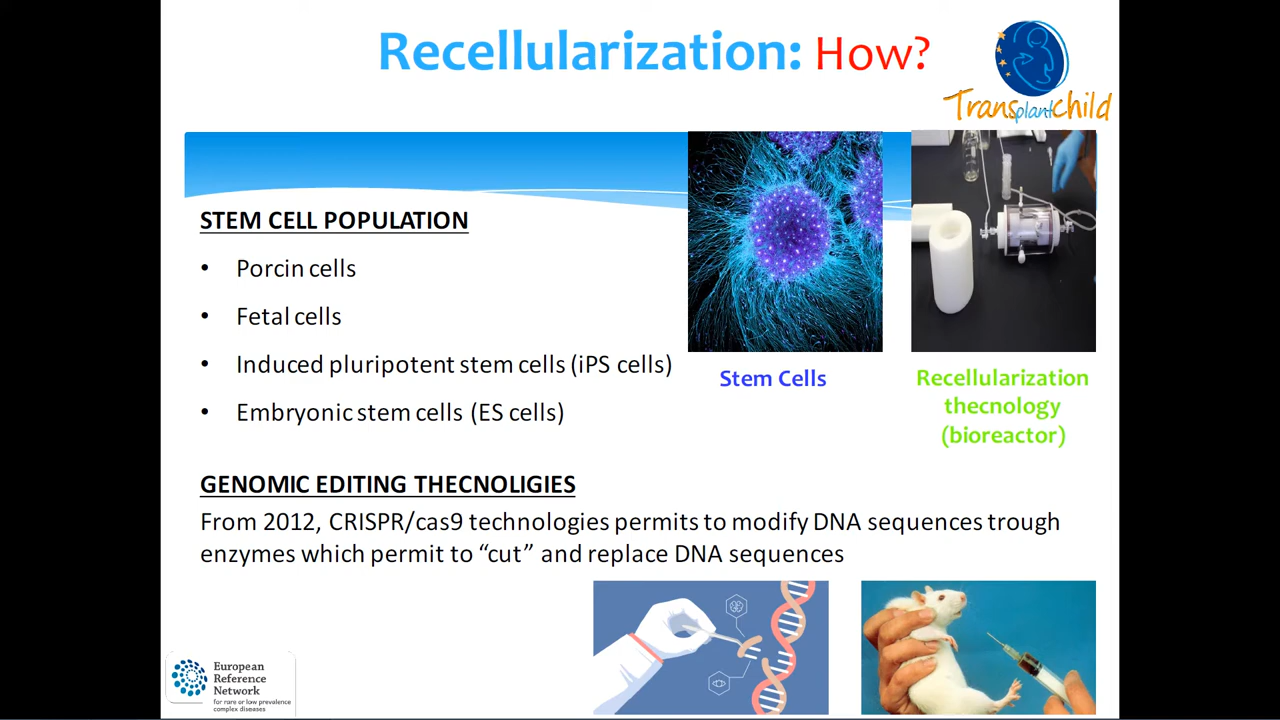 Recellularization: How?
Transplantchild
STEM CELL POPULATION
• Porcin cells
• Fetal cells
• Induced pluripotent stem cells (iPS cells)
• Embryonic stem cells (ES cells)
Stem Cells
Recellularization
thecnology
(bioreactor)
GENOMIC EDITING THECNOLIGIES
From 2012, CRISPR/cas9 technologies permits to modify DNA sequences trough
enzymes which permit to “cut” and replace DNA sequences
European
Reference
Network
for rare or low prevalence
complex diseases